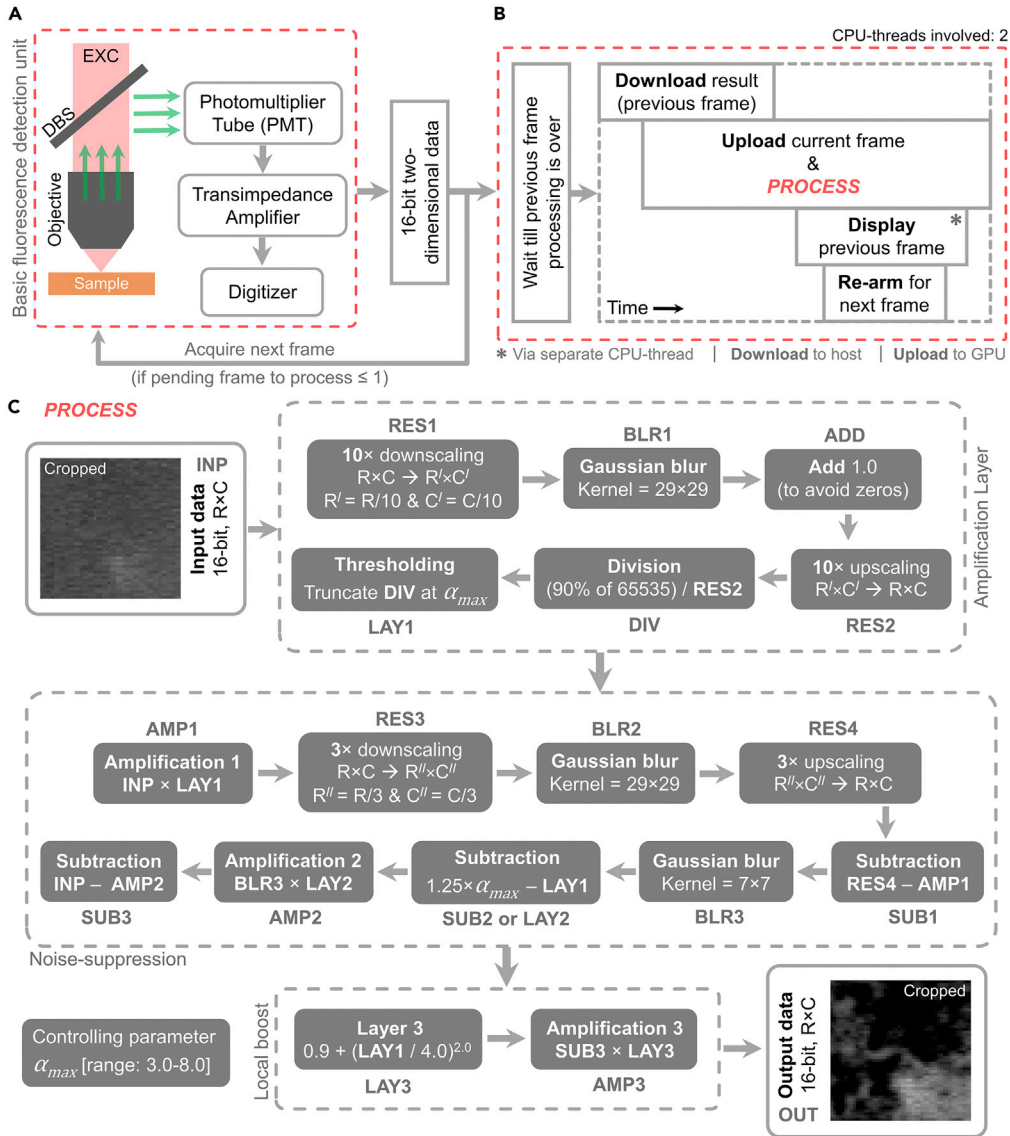 A
Basic fluorescence detection unit
EXC
DBS
Objective
Sample
Photomultiplier
Tube (PMT)
Transimpedance
Amplifier
Digitizer
16-bit two-
dimensional data
Acquire next frame
(if pending frame to process ≤ 1)
B
CPU-threads involved: 2
Wait till previous frame
processing is over
Download result
(previous frame)
Upload current frame
&
PROCESS
Display *
previous frame
Re-arm for
next frame
Time
* Via separate CPU-thread | Download to host | Upload to GPU
C
PROCESS
Cropped
INP
Input data
16-bit, R×C
Amplification Layer
RES1
10× downscaling
R×C → R′×C′
R′ = R/10 & C′ = C/10
BLR1
Gaussian blur
Kernel = 29×29
ADD
Add 1.0
(to avoid zeros)
10× upscaling
R′×C′ → R×C
RES2
Division
(90% of 65535) / RES2
DIV
Thresholding
Truncate DIV at αmax
LAY1
AMP1
Amplification 1
INP × LAY1
RES3
3× downscaling
R×C → R″×C″
R″ = R/3 & C″ = C/3
BLR2
Gaussian blur
Kernel = 29×29
RES4
3× upscaling
R″×C″ → R×C
Subtraction
RES4 – AMP1
SUB1
Gaussian blur
Kernel = 7×7
BLR3
Subtraction
1.25×αmax – LAY1
SUB2 or LAY2
Amplification 2
BLR3 × LAY2
AMP2
Subtraction
INP – AMP2
SUB3
Noise-suppression
Controlling parameter
αmax [range: 3.0-8.0]
Local boost
Layer 3
0.9 + (LAY1 / 4.0)2.0
LAY3
Amplification 3
SUB3 × LAY3
AMP3
Output data
16-bit, R×C
OUT
Cropped